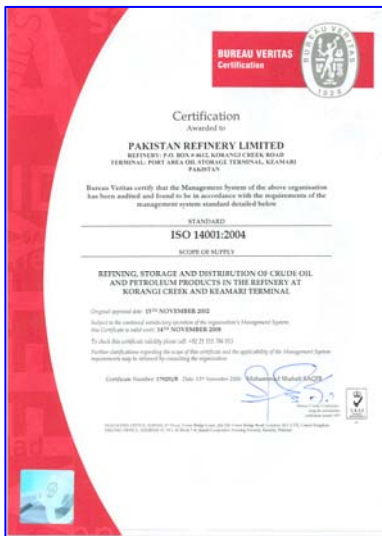 BUREAU VERITAS
Certification
BUREAU VERITAS
1828
Certification
Awarded to
PAKISTAN REFINERY LIMITED
REFINERY: P.O. BOX # 4612, KORANGI CREEK ROAD
TERMINAL: PORT AREA OIL STORAGE TERMINAL, KEAMARI
PAKISTAN
Bureau Veritas certify that the Management System of the above organisation
has been audited and found to be in accordance with the requirements of the
management system standard detailed below
STANDARD
ISO 14001:2004
SCOPE OF SUPPLY
REFINING, STORAGE AND DISTRIBUTION OF CRUDE OIL
AND PETROLEUM PRODUCTS IN THE REFINERY AT
KORANGI CREEK AND KEAMARI TERMINAL
Original approval date: 15TH NOVEMBER 2002
Subject to the continued satisfactory operation of the organisation's Management System,
this Certificate is valid until: 14TH NOVEMBER 2008
To check this certificate validity please call
Further clarifications regarding the scope of this certificate and the applicability of the Management System
requirements may be obtained by consulting the organisation
Certificate Number: Date: NOVEMBER
UKAS